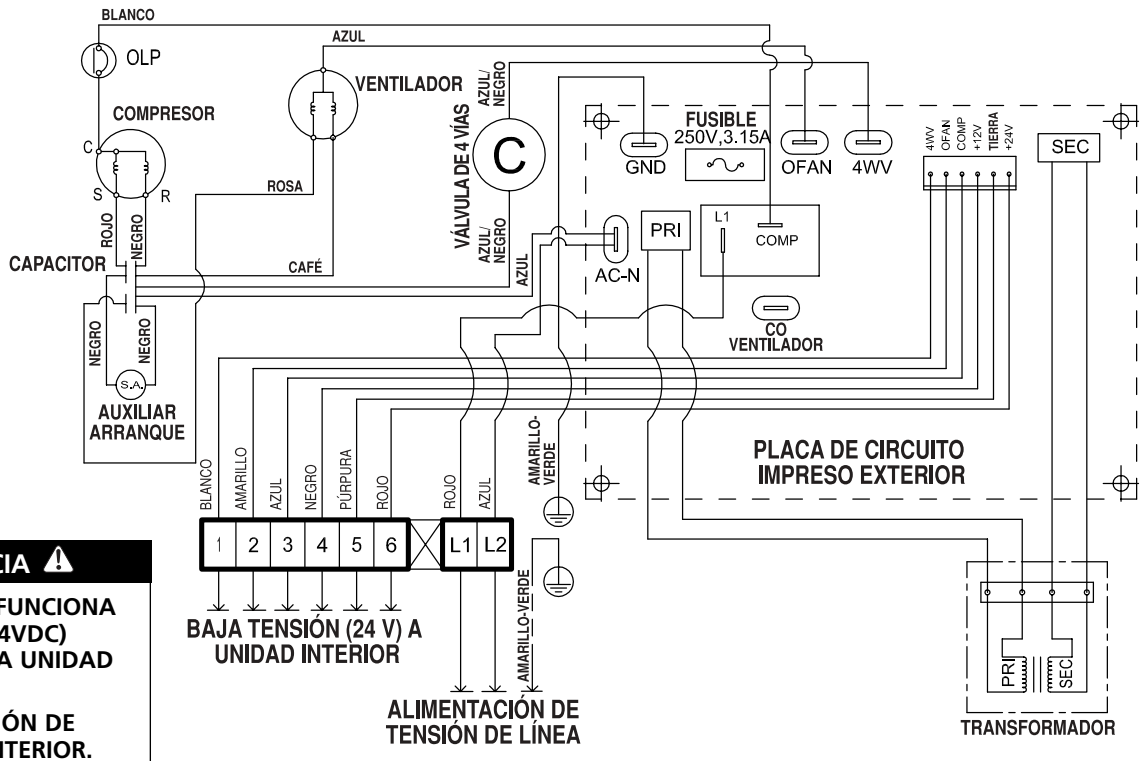 BLANCO
OLP
AZUL
VENTILADOR
COMPRESOR
C
S
R
ROJO
NEGRO
CAPACITOR
CAFÉ
ROSA
NEGRO
NEGRO
S.A.
AUXILIAR
ARRANQUE
AZUL/
NEGRO
VÁLVULA DE 4 VÍAS
C
AZUL/
NEGRO
AZUL
GND
FUSIBLE
250V,3.15A
OFAN
4WV
4WV
OFAN
COMP
+12V
TIERRA
+24V
SEC
AC-N
PRI
L1
COMP
CO
VENTILADOR
PLACA DE CIRCUITO
IMPRESO EXTERIOR
BLANCO
AMARILLO
AZUL
NEGRO
PÚRPURA
ROJO
ROJO
AZUL
AMARILLO-
VERDE
1
2
3
4
5
6
L1
L2
BAJA TENSIÓN (24 V) A
UNIDAD INTERIOR
AMARILLO-VERDE
ALIMENTACIÓN DE
TENSIÓN DE LÍNEA
PRI
SEC
TRANSFORMADOR
CIA
FUNCIONA
4VDC)
A UNIDAD
IÓN DE
NTERIOR.